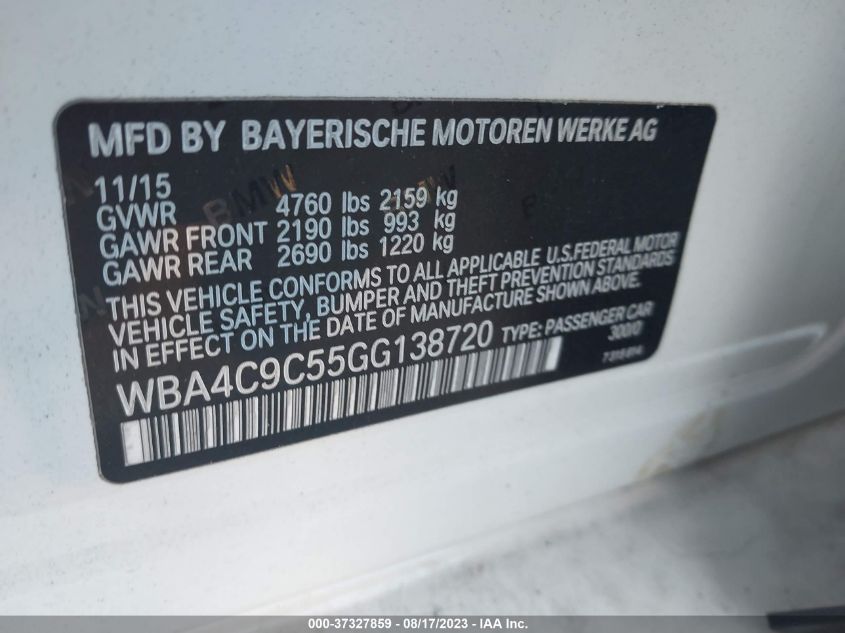 MFD BY BAYERISCHE MOTOREN WERKE AG
11/15
GVWR 4760 lbs 2159 kg
GAWR FRONT 2190 lbs 993 kg
GAWR REAR 2690 lbs 1220 kg
THIS VEHICLE CONFORMS TO ALL APPLICABLE U.S.FEDERAL MOTOR
VEHICLE SAFETY, BUMPER AND THEFT PREVENTION STANDARDS
IN EFFECT ON THE DATE OF MANUFACTURE SHOWN ABOVE.
WBA4C9C55GG138720 TYPE: PASSENGER CAR
300/0
000-37327859 - 08/17/2023 - IAA Inc.